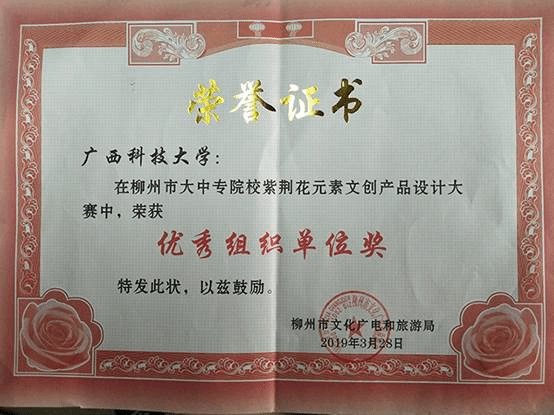 荣誉证书
广西科技大学：
在柳州市大中专院校紫荆花元素文创产品设计大
赛中，荣获
优秀组织单位奖
特发此状，以兹鼓励。
柳州市文化广电和旅游局
2019年3月28日